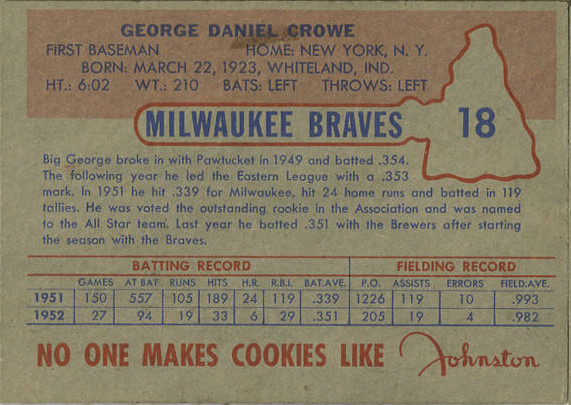 GEORGE DANIEL CROWE
FIRST BASEMAN HOME: NEW YORK, N. Y.
BORN: MARCH 22, 1923, WHITELAND, IND.
HT.: 6:02 WT.: 210 BATS: LEFT THROWS: LEFT
MILWAUKEE BRAVES 18
Big George broke in with Pawtucket in 1949 and batted .354.
The following year he led the Eastern League with a .353
mark. In 1951 he hit .339 for Milwaukee, hit 24 home runs and batted in 119
tallies. He was voted the outstanding rookie in the Association and was named
to the All Star team. Last year he batted .351 with the Brewers after starting
the season with the Braves.
BATTING RECORD FIELDING RECORD
GAMES AT BAT RUNS HITS H.R. R.B.I. BAT.AVE. P.O. ASSISTS ERRORS FIELD.AVE.
1951 150 557 105 189 24 119 .339 1226 119 10 .993
1952 27 94 19 33 6 29 .351 205 19 4 .982
NO ONE MAKES COOKIES LIKE Johnston